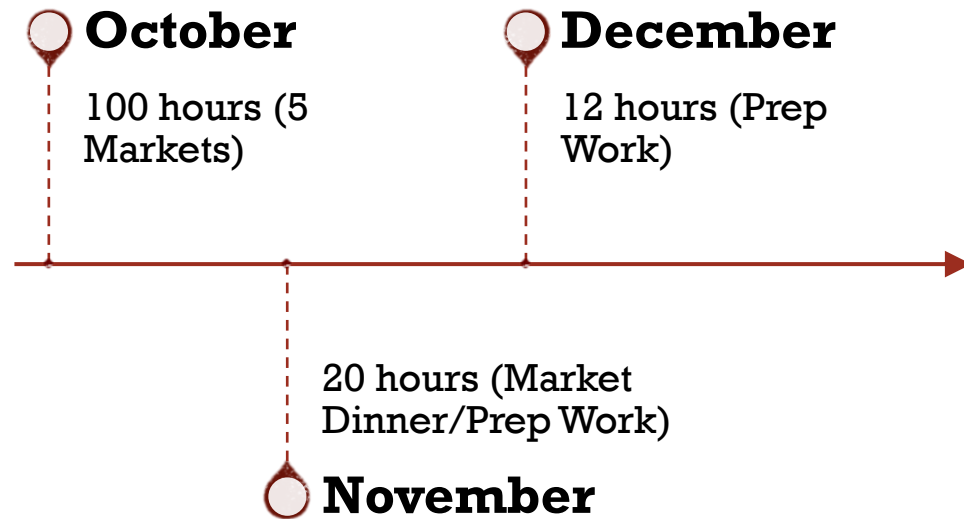 October
100 hours (5
Markets)
December
12 hours (Prep
Work)
20 hours (Market
Dinner/Prep Work)
November